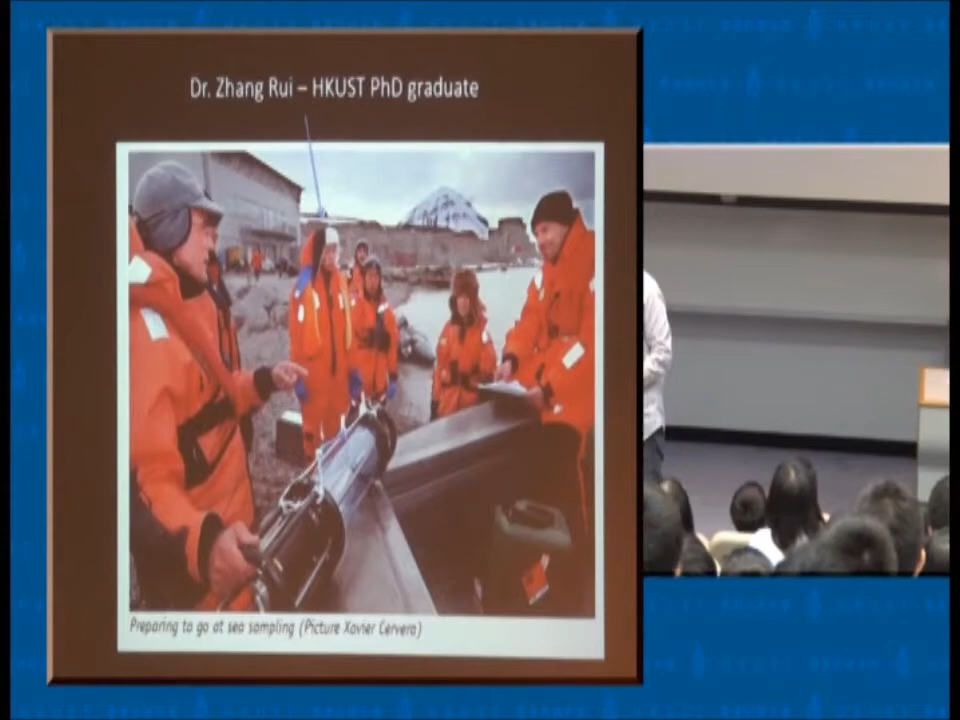 Dr. Zhang Rui – HKUST PhD graduate
Preparing to go at sea sampling (Picture Xavier Cervera)